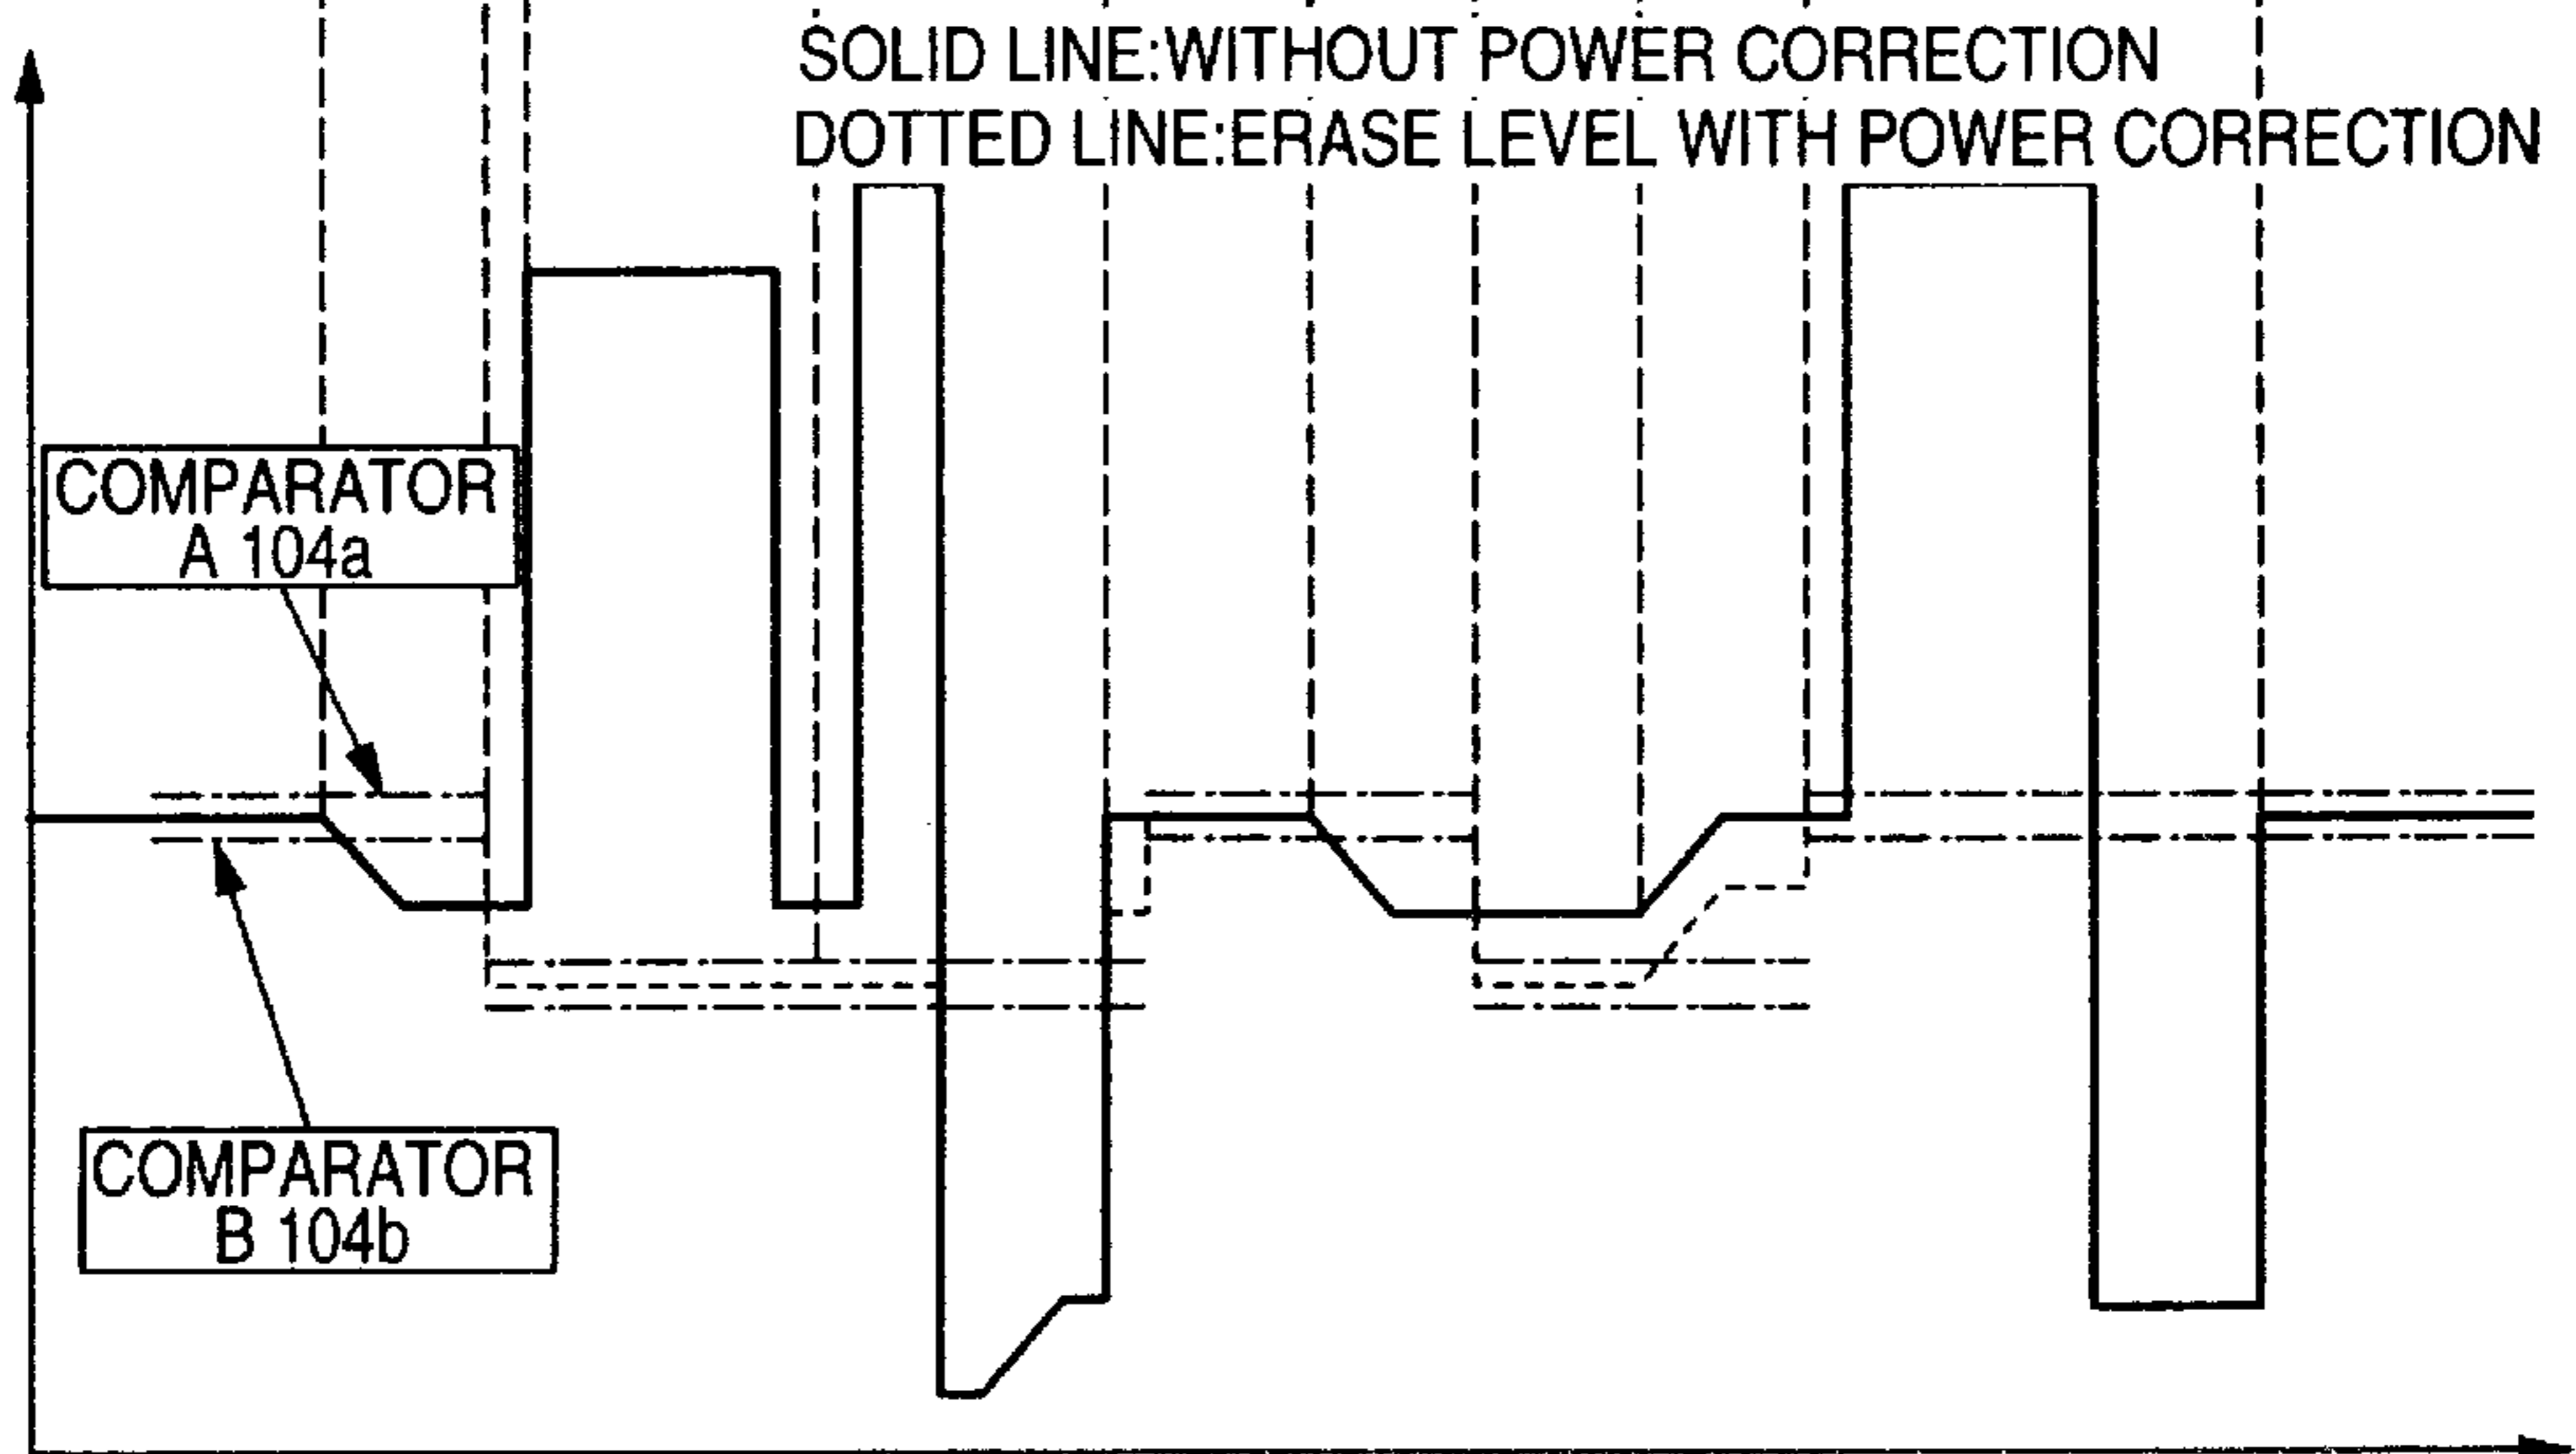 SOLID LINE:WITHOUT POWER CORRECTION
DOTTED LINE:ERASE LEVEL WITH POWER CORRECTION
COMPARATOR
A 104a
COMPARATOR
B 104b